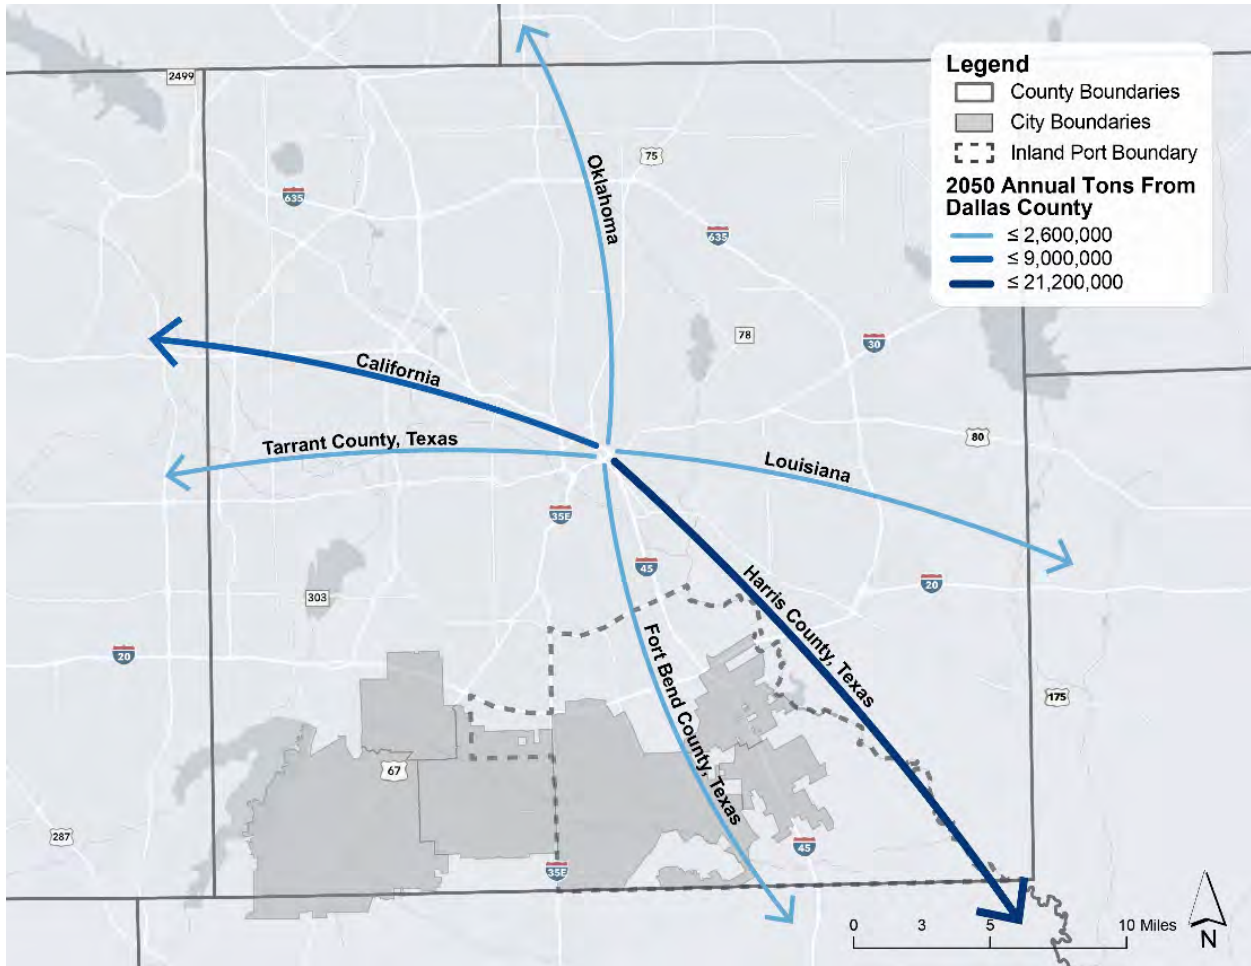 2499
Legend
County Boundaries
City Boundaries
Inland Port Boundary
2050 Annual Tons From
Dallas County
≤ 2,600,000
≤ 9,000,000
≤ 21,200,000
75
Oklahoma
635
635
78
30
California
Tarrant County, Texas
80
Louisiana
35E
45
20
Harris County, Texas
303
Fort Bend County, Texas
20
175
67
287
45
35E
0 3 5 10 Miles
N